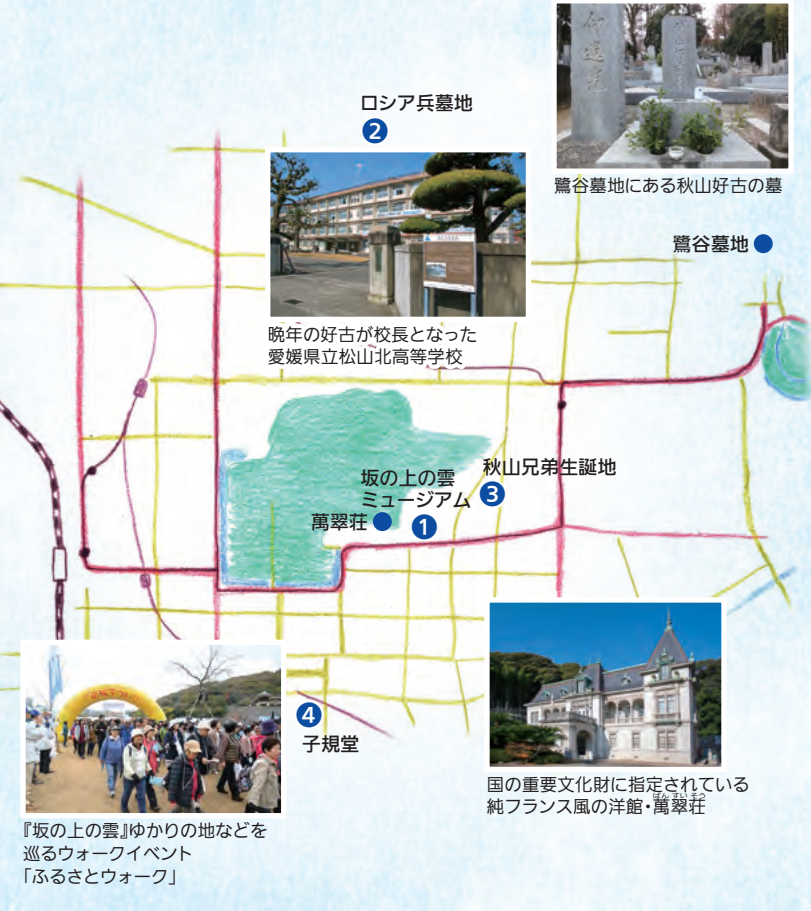 ロシア兵墓地
❷
鷺谷墓地にある秋山好古の墓
鷺谷墓地
晩年の好古が校長となった
愛媛県立松山北高等学校
秋山兄弟生誕地
❸
坂の上の雲
ミュージアム
❶
萬翠荘
❹
子規堂
『坂の上の雲』ゆかりの地などを
巡るウォークイベント
「ふるさとウォーク」
国の重要文化財に指定されている
ばんすいそう
純フランス風の洋館・萬翠荘